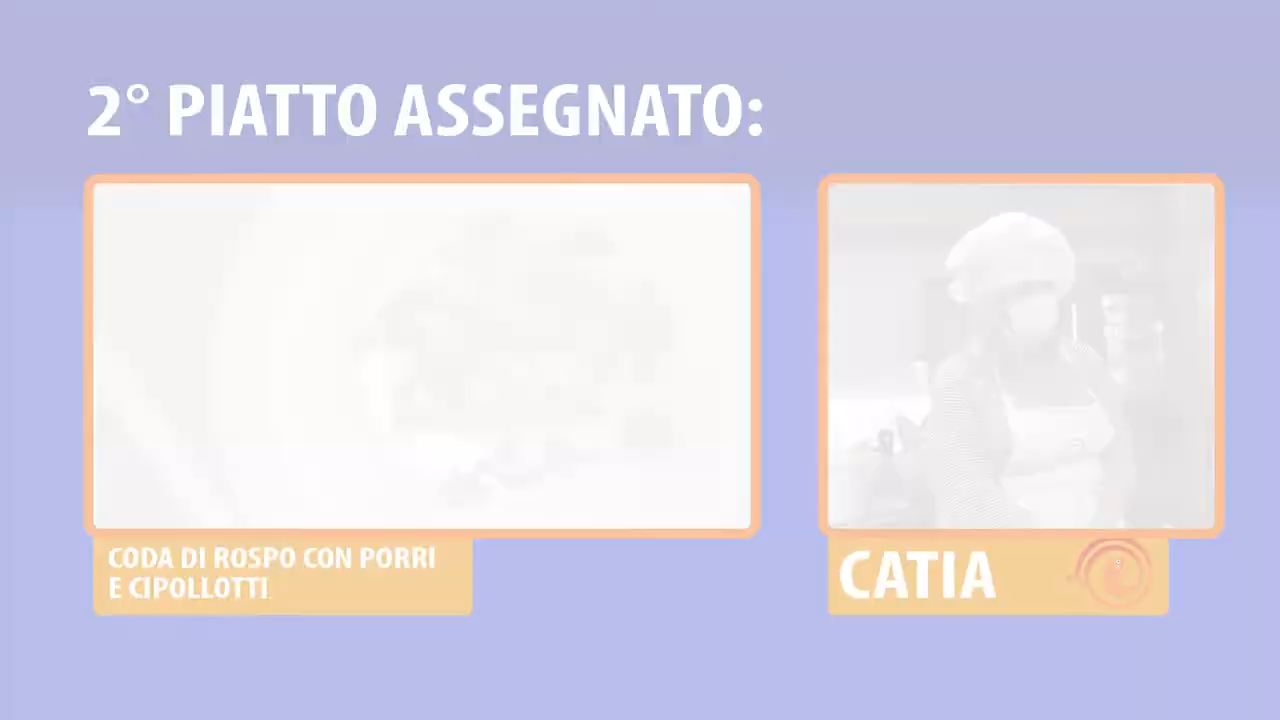 2° PIATTO ASSEGNATO:
CODA DI ROSPO CON PORRI
E CIPOLLOTTI
CATIA